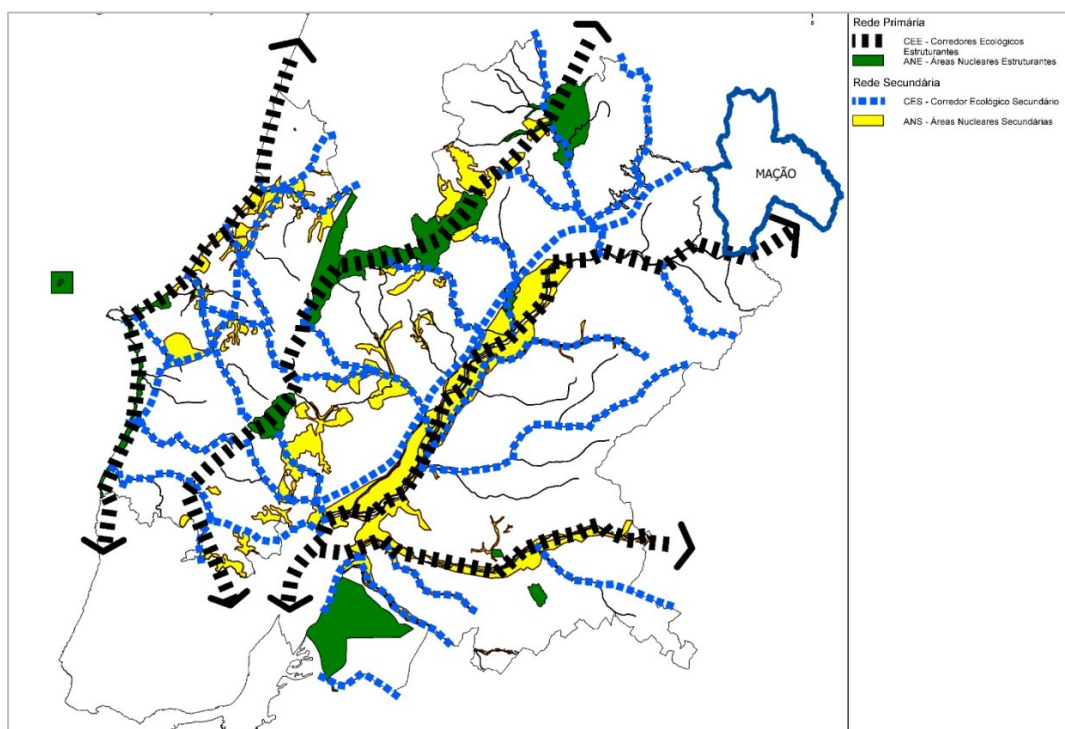 Rede Primária
CEE - Corredores Ecológicos
Estruturantes
ANE - Áreas Nucleares Estruturantes
Rede Secundária
CES - Corredor Ecológico Secundário
ANS - Áreas Nucleares Secundárias
MAÇÃO